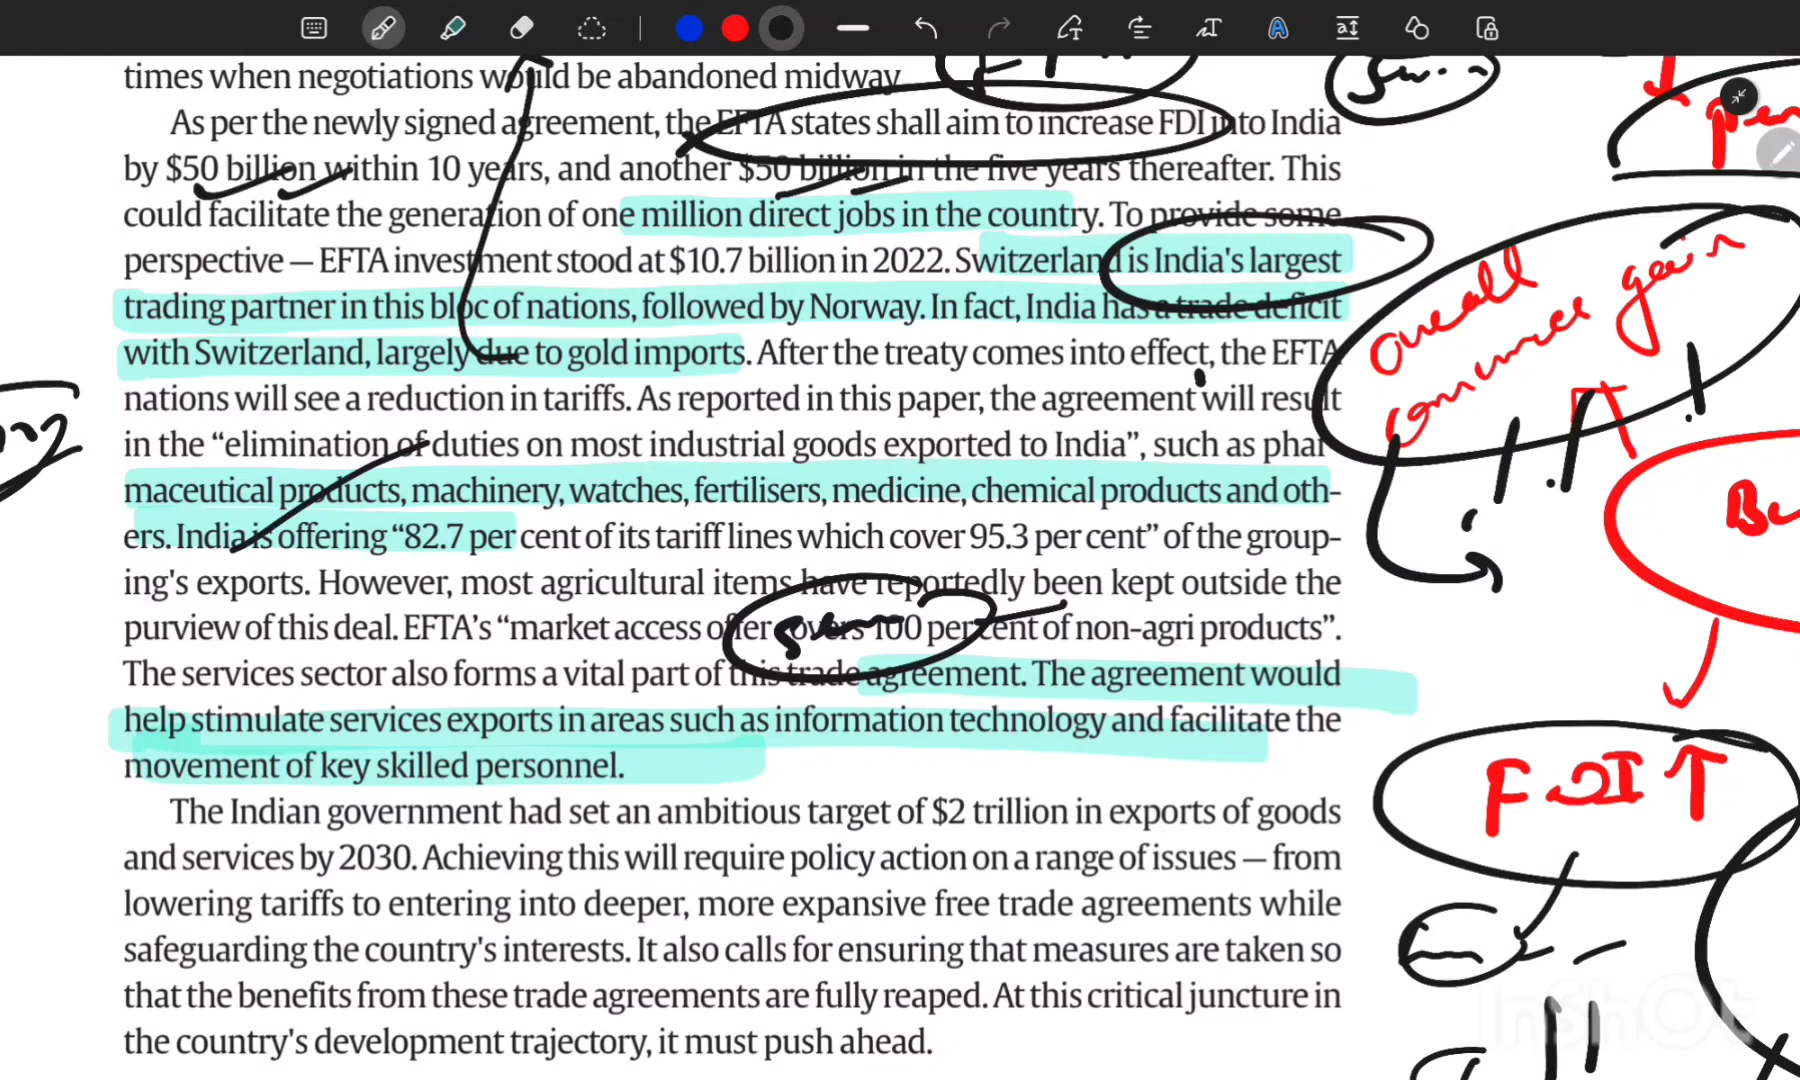 times when negotiations would be abandoned midway.
As per the newly signed agreement, the EFTA states shall aim to increase FDI into India
by $50 billion within 10 years, and another $50 billion in the five years thereafter. This
could facilitate the generation of one million direct jobs in the country. To provide some
perspective — EFTA investment stood at $10.7 billion in 2022. Switzerland is India's largest
trading partner in this bloc of nations, followed by Norway. In fact, India has a trade deficit
with Switzerland, largely due to gold imports. After the treaty comes into effect, the EFTA
nations will see a reduction in tariffs. As reported in this paper, the agreement will result
in the “elimination of duties on most industrial goods exported to India”, such as phar
maceutical products, machinery, watches, fertilisers, medicine, chemical products and oth-
ers. India is offering “82.7 per cent of its tariff lines which cover 95.3 per cent” of the group-
ing's exports. However, most agricultural items have reportedly been kept outside the
purview of this deal. EFTA’s “market access offer covers 100 per cent of non-agri products”.
The services sector also forms a vital part of this trade agreement. The agreement would
help stimulate services exports in areas such as information technology and facilitate the
movement of key skilled personnel.
The Indian government had set an ambitious target of $2 trillion in exports of goods
and services by 2030. Achieving this will require policy action on a range of issues — from
lowering tariffs to entering into deeper, more expansive free trade agreements while
safeguarding the country's interests. It also calls for ensuring that measures are taken so
that the benefits from these trade agreements are fully reaped. At this critical juncture in
the country's development trajectory, it must push ahead.
overall
gain
Be
FDI ↑
InShOt